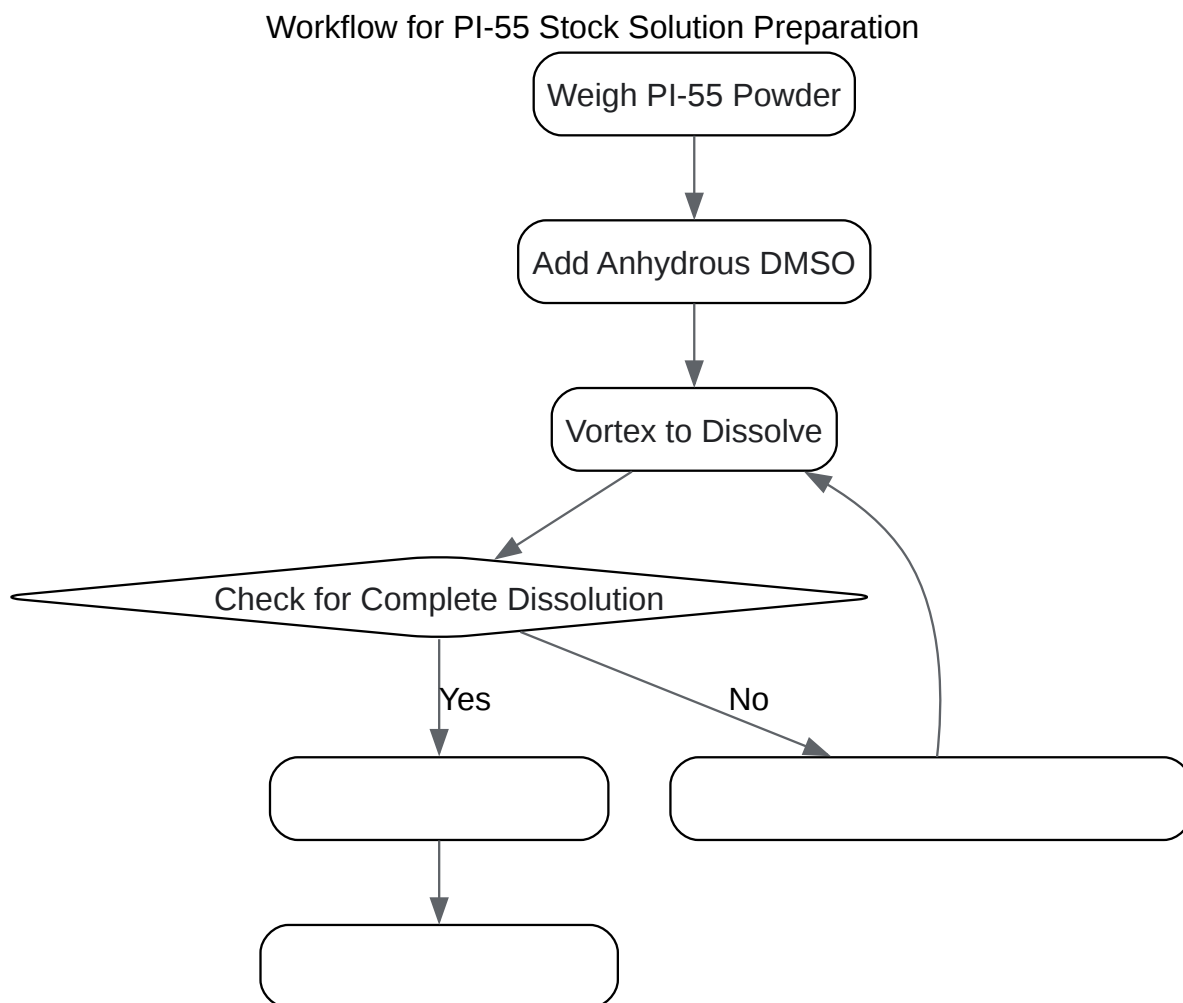 Workflow for PI-55 Stock Solution Preparation
Weigh PI-55 Powder
Add Anhydrous DMSO
Vortex to Dissolve
Check for Complete Dissolution
Yes
No